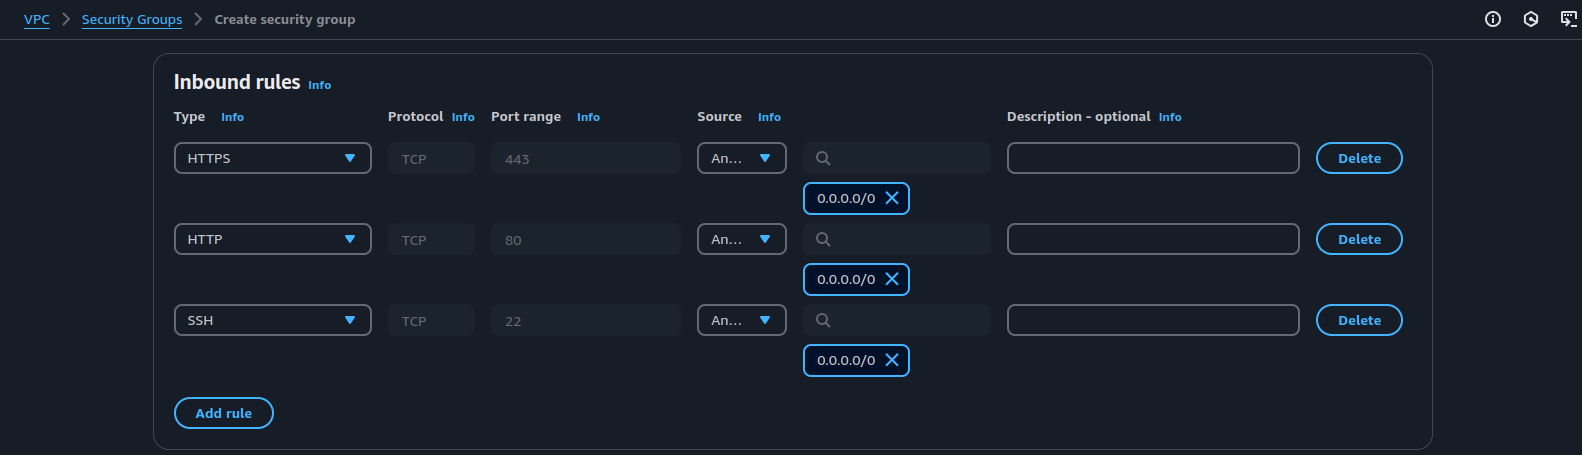 VPC > Security Groups > Create security group
Inbound rules Info
Type Info Protocol Info Port range Info Source Info Description - optional Info
HTTPS TCP 443 An... Delete
0.0.0.0/0
HTTP TCP 80 An... Delete
0.0.0.0/0
SSH TCP 22 An... Delete
0.0.0.0/0
Add rule